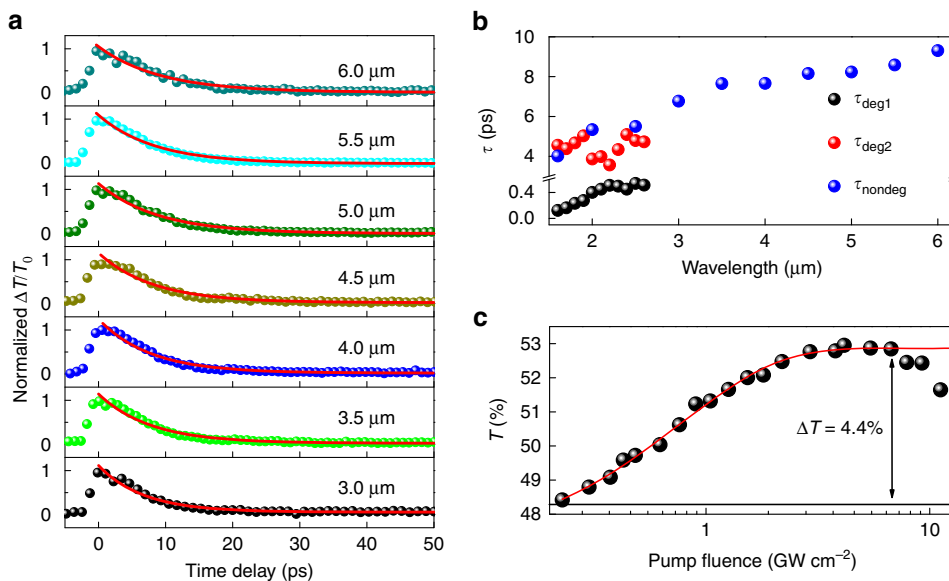 a
1
0
6.0 μm
1
0
5.5 μm
1
0
5.0 μm
1
0
4.5 μm
1
0
4.0 μm
1
0
3.5 μm
1
0
3.0 μm
Normalized ΔT/T0
0 10 20 30 40 50
Time delay (ps)
b
10
8
6
4
0.4
0.0
τ (ps)
τdeg1
τdeg2
τnondeg
2 3 4 5 6
Wavelength (μm)
c
53
52
51
50
49
48
T (%)
ΔT = 4.4%
1 10
Pump fluence (GW cm−2)